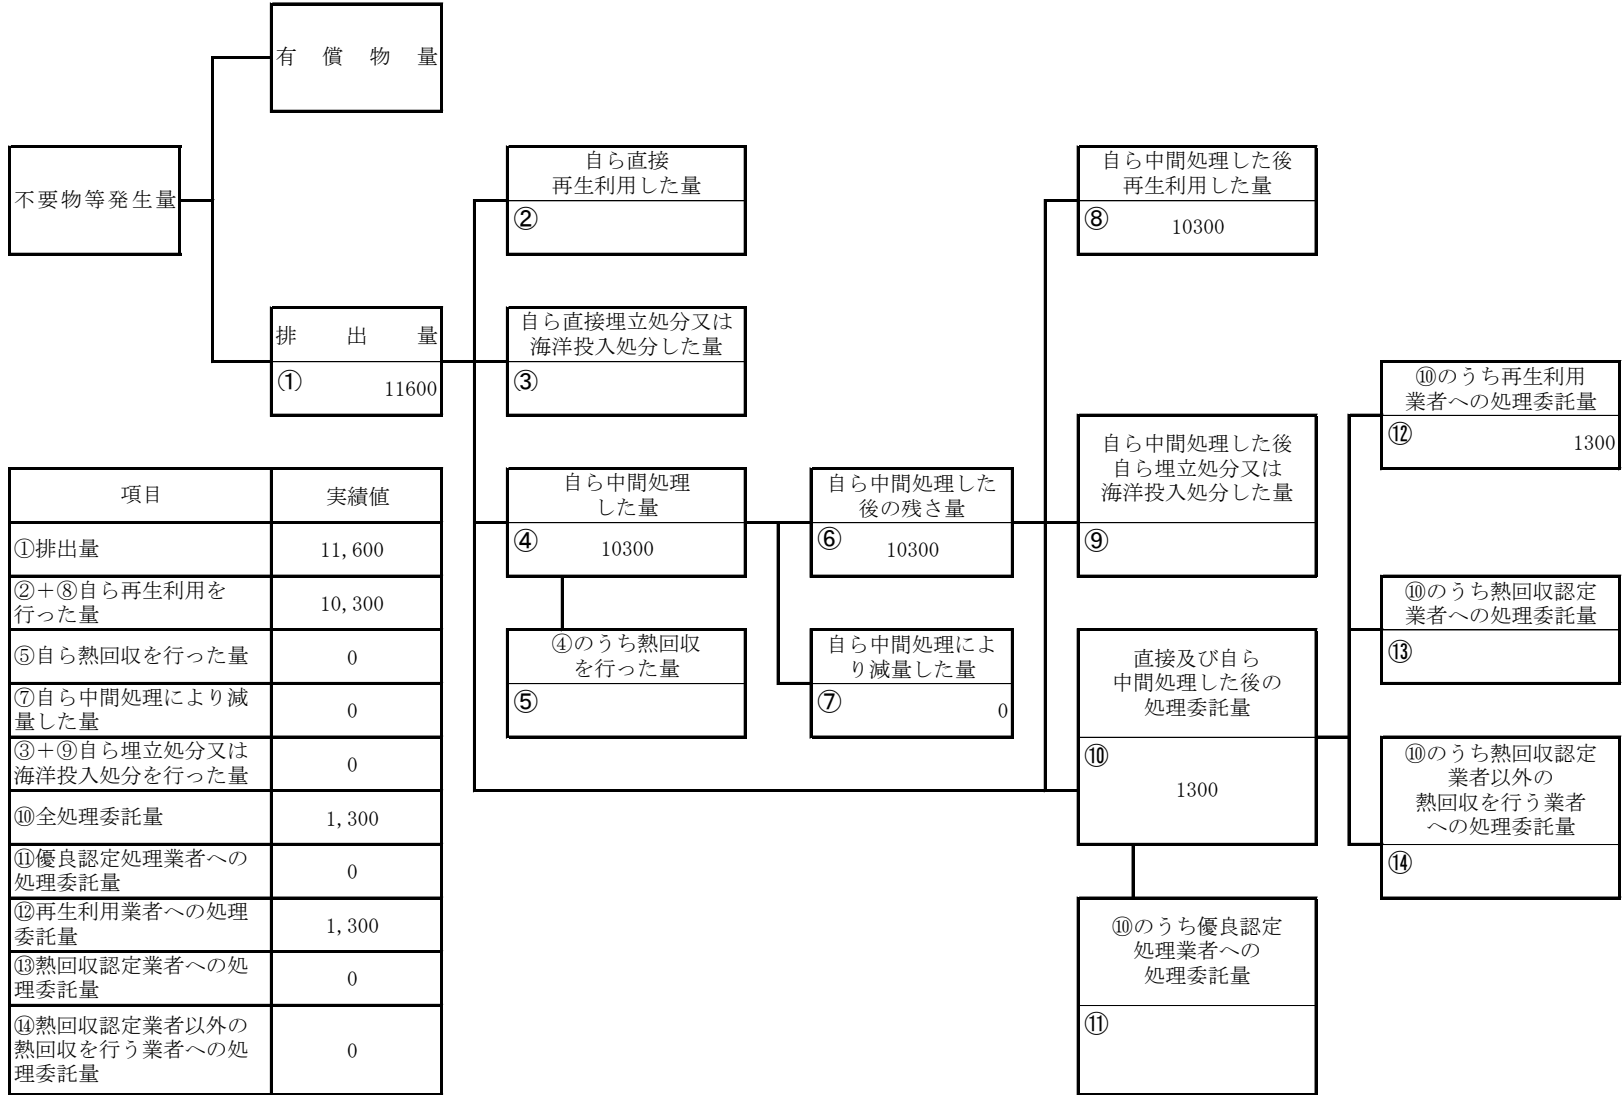 有償物量
不要物等発生量
排出量
① 11600
自ら直接
再生利用した量
②
自ら直接埋立処分又は
海洋投入処分した量
③
自ら中間処理
した量
④ 10300
④のうち熱回収
を行った量
⑤
自ら中間処理した
後の残さ量
⑥ 10300
自ら中間処理によ
り減量した量
⑦ 0
自ら中間処理した後
再生利用した量
⑧ 10300
自ら中間処理した後
自ら埋立処分又は
海洋投入処分した量
⑨
直接及び自ら
中間処理した後の
処理委託量
⑩
1300
⑩のうち優良認定
処理業者への
処理委託量
⑪
⑩のうち再生利用
業者への処理委託量
⑫ 1300
⑩のうち熱回収認定
業者への処理委託量
⑬
⑩のうち熱回収認定
業者以外の
熱回収を行う業者
への処理委託量
⑭
項目 実績値
①排出量 11,600
②＋⑧自ら再生利用を
行った量 10,300
⑤自ら熱回収を行った量 0
⑦自ら中間処理により減
量した量 0
③＋⑨自ら埋立処分又は
海洋投入処分を行った量 0
⑩全処理委託量 1,300
⑪優良認定処理業者への
処理委託量 0
⑫再生利用業者への処理
委託量 1,300
⑬熱回収認定業者への処
理委託量 0
⑭熱回収認定業者以外の
熱回収を行う業者への処
理委託量 0